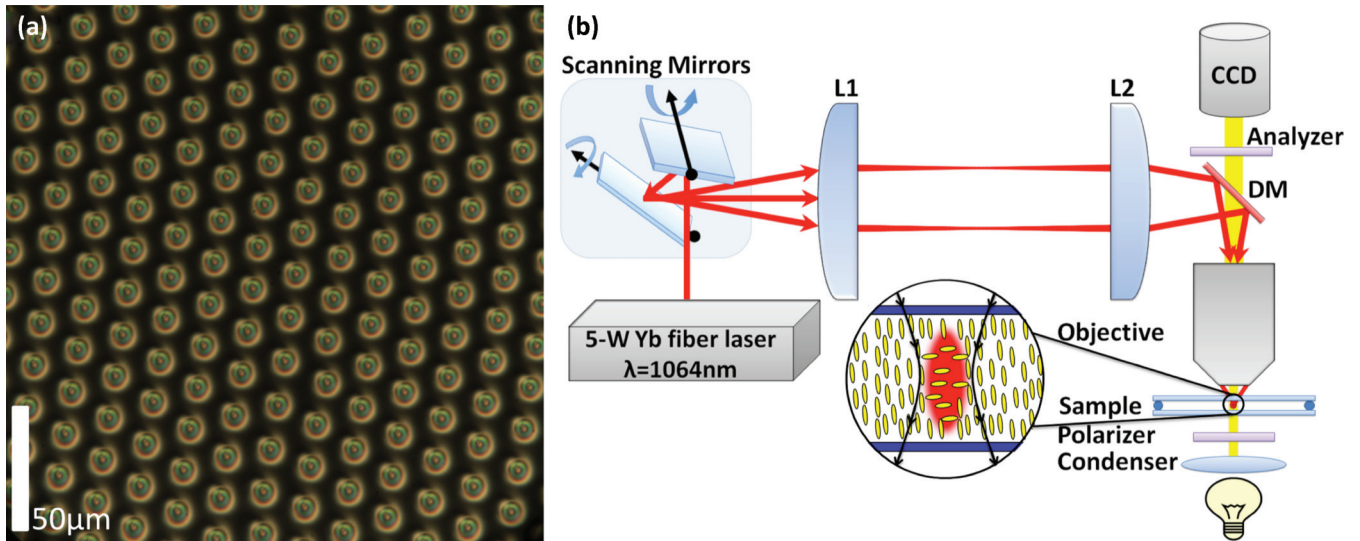 (a)
50μm
(b)
Scanning Mirrors
L1
L2
CCD
Analyzer
DM
5-W Yb fiber laser
λ=1064nm
Objective
Sample
Polarizer
Condenser